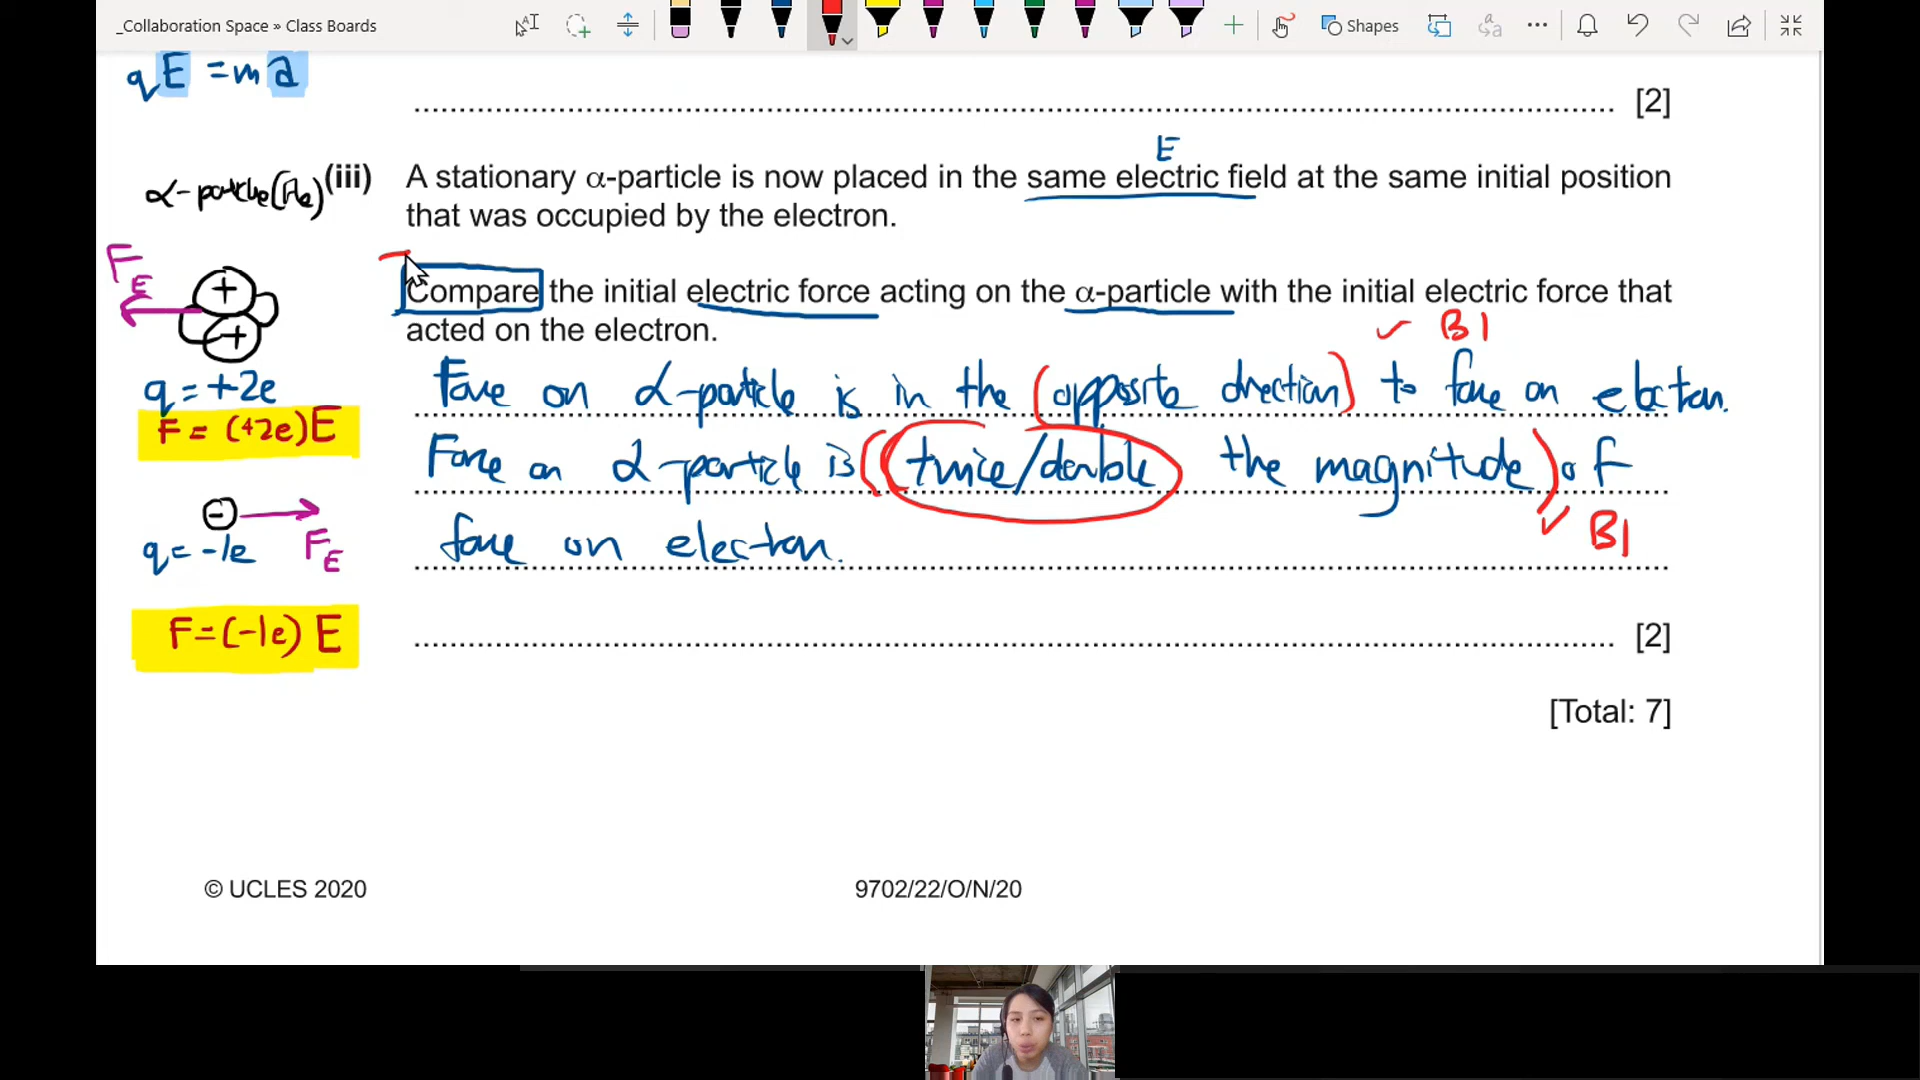 _Collaboration Space » Class Boards
Shapes
qE = ma
[2]
E
α-particle (He)
(iii) A stationary α-particle is now placed in the same electric field at the same initial position
that was occupied by the electron.
F E
Compare the initial electric force acting on the α-particle with the initial electric force that
acted on the electron.
✓ B1
+
+
q = +2e
F = (+2e)E
Force on α-particle is in the (opposite direction) to force on electron.
Force on α-particle is (twice/double the magnitude) of
✓ B1
force on electron.
-
q = -1e
F E
F = (-1e) E
[2]
[Total: 7]
© UCLES 2020
9702/22/O/N/20